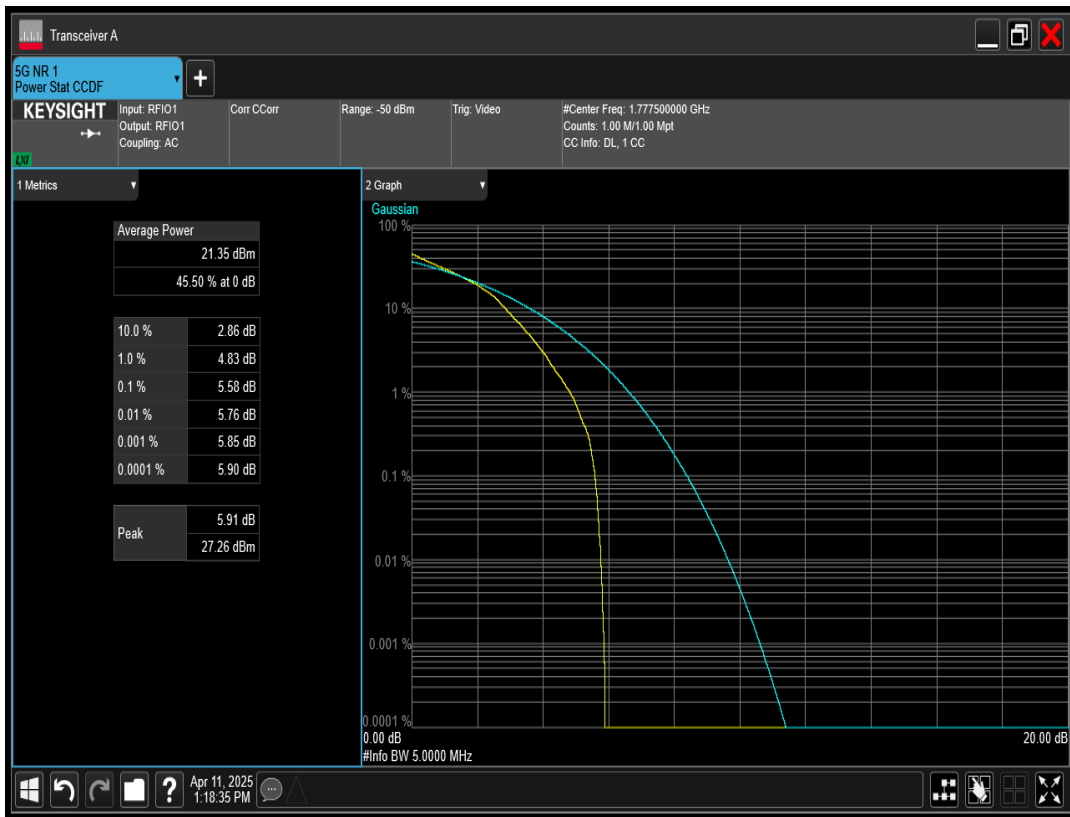 Transceiver A
5G NR 1
Power Stat CCDF
KEYSIGHT
LXI
Input: RFIO1
Output: RFIO1
Coupling: AC
Corr CCorr
Range: -50 dBm
Trig: Video
#Center Freq: 1.777500000 GHz
Counts: 1.00 M/1.00 Mpt
CC Info: DL, 1 CC
1 Metrics
Average Power
21.35 dBm
45.50 % at 0 dB
10.0 % 2.86 dB
1.0 % 4.83 dB
0.1 % 5.58 dB
0.01 % 5.76 dB
0.001 % 5.85 dB
0.0001 % 5.90 dB
Peak 5.91 dB
27.26 dBm
2 Graph
Gaussian
100 %
10 %
1 %
0.1 %
0.01 %
0.001 %
0.0001 %
0.00 dB 20.00 dB
#Info BW 5.0000 MHz
Apr 11, 2025
1:18:35 PM